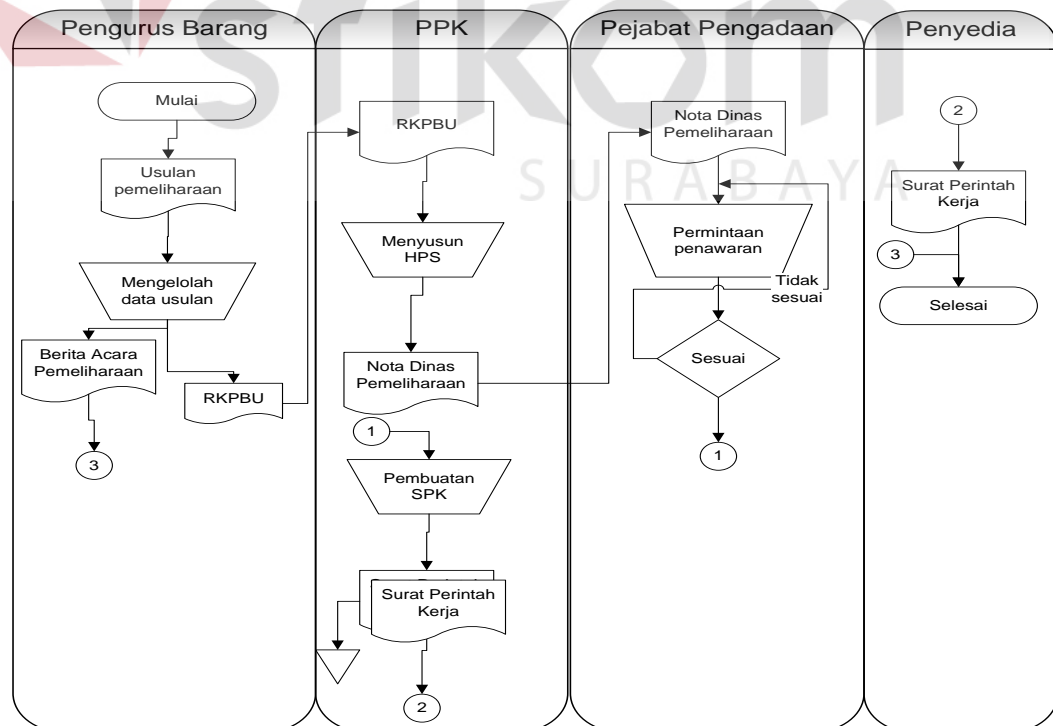 Pengurus Barang
PPK
Pejabat Pengadaan
Penyedia
Mulai
Usulan
pemeliharaan
Mengelolah
data usulan
Berita Acara
Pemeliharaan
RKPBU
3
RKPBU
Menyusun
HPS
Nota Dinas
Pemeliharaan
1
Pembuatan
SPK
Surat Perintah
Kerja
2
Nota Dinas
Pemeliharaan
Permintaan
penawaran
Tidak
sesuai
Sesuai
1
2
Surat Perintah
Kerja
3
Selesai
stikom
SURABAYA